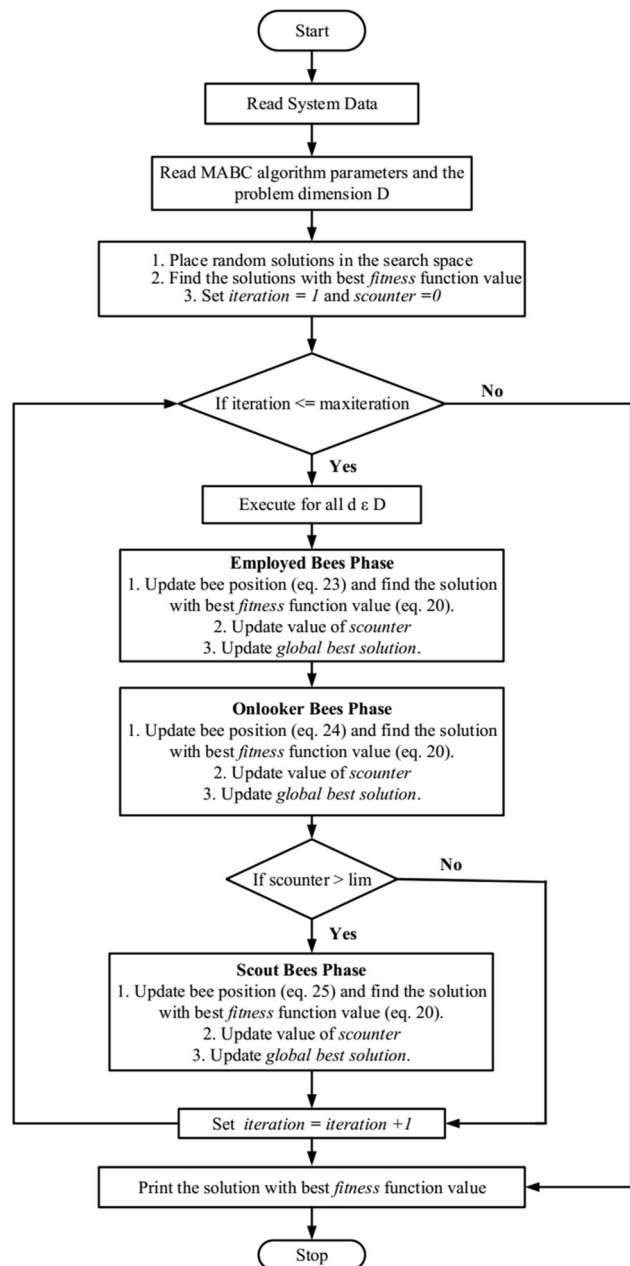 Start
Read System Data
Read MABC algorithm parameters and the
problem dimension D
1. Place random solutions in the search space
2. Find the solutions with best fitness function value
3. Set iteration = 1 and scounter =0
If iteration <= maxiteration
No
Yes
Execute for all d ε D
Employed Bees Phase
1. Update bee position (eq. 23) and find the solution
with best fitness function value (eq. 20).
2. Update value of scounter
3. Update global best solution.
Onlooker Bees Phase
1. Update bee position (eq. 24) and find the solution
with best fitness function value (eq. 20).
2. Update value of scounter
3. Update global best solution.
If scounter > lim
No
Yes
Scout Bees Phase
1. Update bee position (eq. 25) and find the solution
with best fitness function value (eq. 20).
2. Update value of scounter
3. Update global best solution.
Set iteration = iteration +1
Print the solution with best fitness function value
Stop